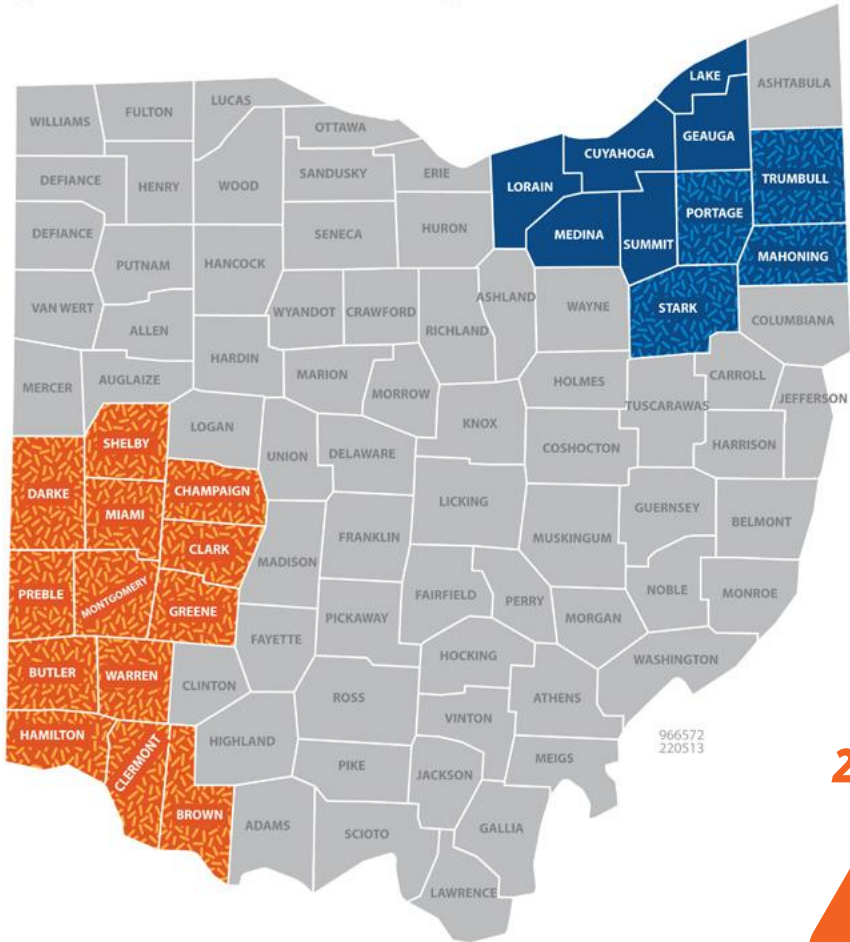 LAKE
ASHTABULA
LUCAS
FULTON
WILLIAMS
OTTAWA
GEAUGA
CUYAHOGA
SANDUSKY
ERIE
TRUMBULL
DEFIANCE
HENRY
WOOD
LORAIN
PORTAGE
DEFIANCE
SENECA
HURON
MEDINA
SUMMIT
MAHONING
PUTNAM
HANCOCK
VAN WERT
WYANDOT
CRAWFORD
ASHLAND
WAYNE
STARK
COLUMBIANA
ALLEN
RICHLAND
HARDIN
MARION
MERCER
AUGLAIZE
MORROW
HOLMES
CARROLL
TUSCARAWAS
JEFFERSON
LOGAN
KNOX
SHELBY
UNION
DELAWARE
COSHOCTON
HARRISON
DARKE
CHAMPAIGN
LICKING
GUERNSEY
MIAMI
BELMONT
CLARK
FRANKLIN
MUSKINGUM
MADISON
PREBLE
MONTGOMERY
GREENE
FAIRFIELD
PERRY
NOBLE
MONROE
PICKAWAY
MORGAN
FAYETTE
HOCKING
WASHINGTON
BUTLER
WARREN
CLINTON
ROSS
ATHENS
VINTON
HAMILTON
HIGHLAND
966572
220513
CLERMONT
PIKE
JACKSON
MEIGS
2
BROWN
ADAMS
SCIOTO
GALLIA
LAWRENCE